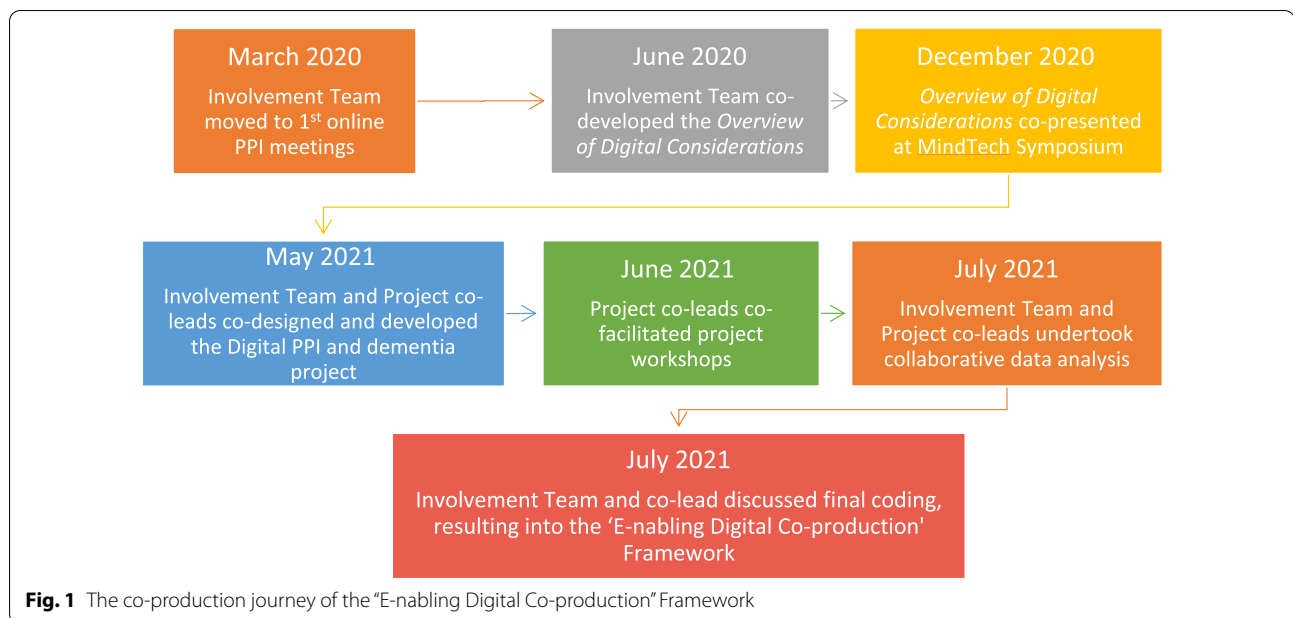 March 2020
Involvement Team
moved to 1st online
PPI meetings
June 2020
Involvement Team co-
developed the Overview
of Digital Considerations
December 2020
Overview of Digital
Considerations co-presented
at MindTech Symposium
May 2021
Involvement Team and Project co-
leads co-designed and developed
the Digital PPI and dementia
project
June 2021
Project co-leads co-
facilitated project
workshops
July 2021
Involvement Team and
Project co-leads undertook
collaborative data analysis
July 2021
Involvement Team and co-lead discussed final coding,
resulting into the ‘E-nabling Digital Co-production'
Framework
Fig. 1 The co-production journey of the “E-nabling Digital Co-production” Framework